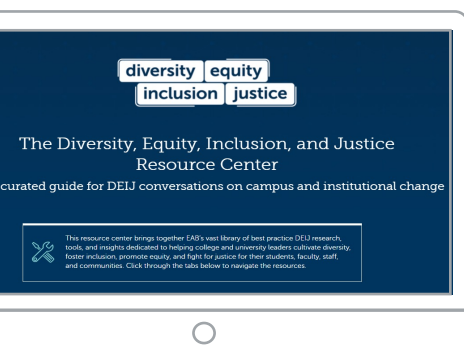 diversity equity
inclusion justice
The Diversity, Equity, Inclusion, and Justice
Resource Center
curated guide for DEIJ conversations on campus and institutional change
This resource center brings together EAB's vast library of best practice DEIJ research,
tools, and insights dedicated to helping college and university leaders cultivate diversity,
foster inclusion, promote equity, and fight for justice for their students, faculty, staff,
and communities. Click through the tabs below to navigate the resources.